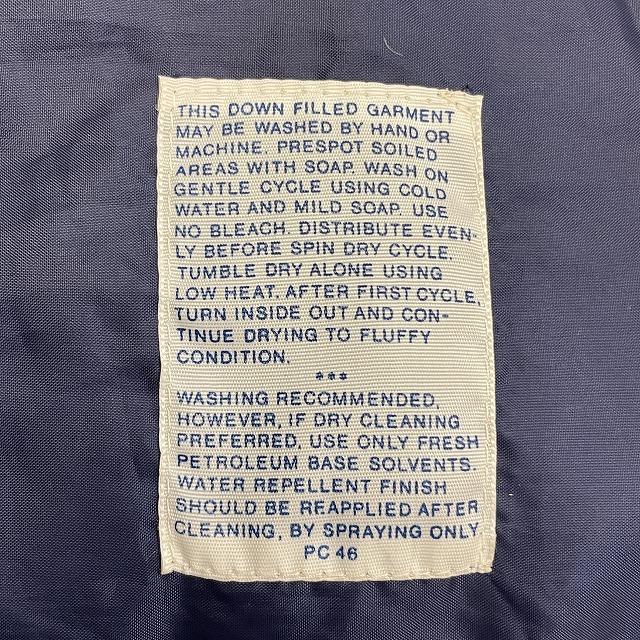 THIS DOWN FILLED GARMENT
MAY BE WASHED BY HAND OR
MACHINE. PRESPOT SOILED
AREAS WITH SOAP. WASH ON
GENTLE CYCLE USING COLD
WATER AND MILD SOAP. USE
NO BLEACH. DISTRIBUTE EVEN-
LY BEFORE SPIN DRY CYCLE.
TUMBLE DRY ALONE USING
LOW HEAT. AFTER FIRST CYCLE,
TURN INSIDE OUT AND CON-
TINUE DRYING TO FLUFFY
CONDITION.
***
WASHING RECOMMENDED,
HOWEVER, IF DRY CLEANING
PREFERRED, USE ONLY FRESH
PETROLEUM BASE SOLVENTS.
WATER REPELLENT FINISH
SHOULD BE REAPPLIED AFTER
CLEANING, BY SPRAYING ONLY
PC 46